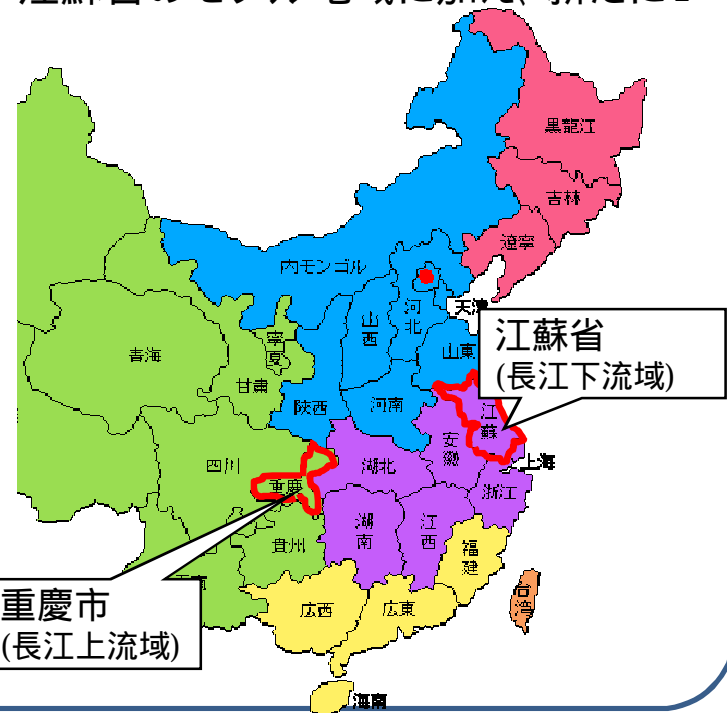 黒龍江
吉林
遼寧
内モンゴル
天津
河北
山西
山東
寧夏
青海
甘粛
陝西
河南
江蘇省
(長江下流域)
江蘇
安徽
上海
四川
重慶
湖北
浙江
湖南
江西
貴州
福建
重慶市
(長江上流域)
広西
広東
台湾
海南